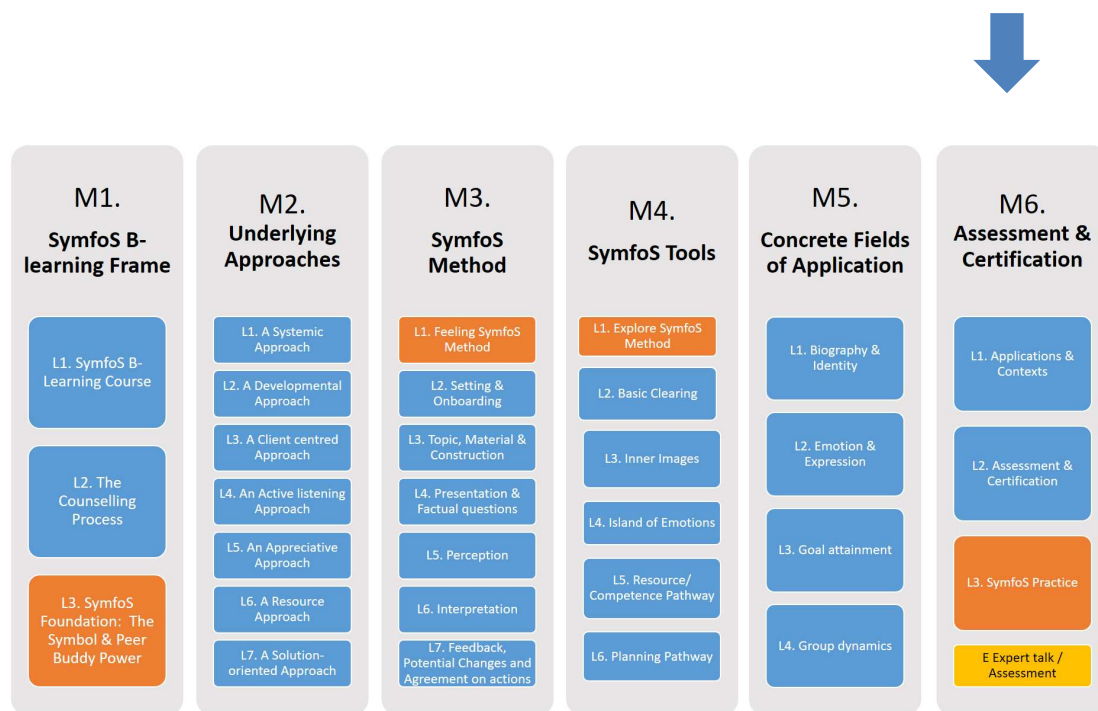 M1.
SymfoS B-
learning Frame
L1. SymfoS B-
Learning Course
L2. The
Counselling
Process
L3. SymfoS
Foundation: The
Symbol & Peer
Buddy Power
M2.
Underlying
Approaches
L1. A Systemic
Approach
L2. A Developmental
Approach
L3. A Client centred
Approach
L4. An Active listening
Approach
L5. An Appreciative
Approach
L6. A Resource
Approach
L7. A Solution-
oriented Approach
M3.
SymfoS
Method
L1. Feeling SymfoS
Method
L2. Setting &
Onboarding
L3. Topic, Material &
Construction
L4. Presentation &
Factual questions
L5. Perception
L6. Interpretation
L7. Feedback,
Potential Changes and
Agreement on actions
M4.
SymfoS Tools
L1. Explore SymfoS
Method
L2. Basic Clearing
L3. Inner Images
L4. Island of Emotions
L5. Resource/
Competence Pathway
L6. Planning Pathway
M5.
Concrete Fields
of Application
L1. Biography &
Identity
L2. Emotion &
Expression
L3. Goal attainment
L4. Group dynamics
M6.
Assessment &
Certification
L1. Applications &
Contexts
L2. Assessment &
Certification
L3. SymfoS Practice
E Expert talk /
Assessment